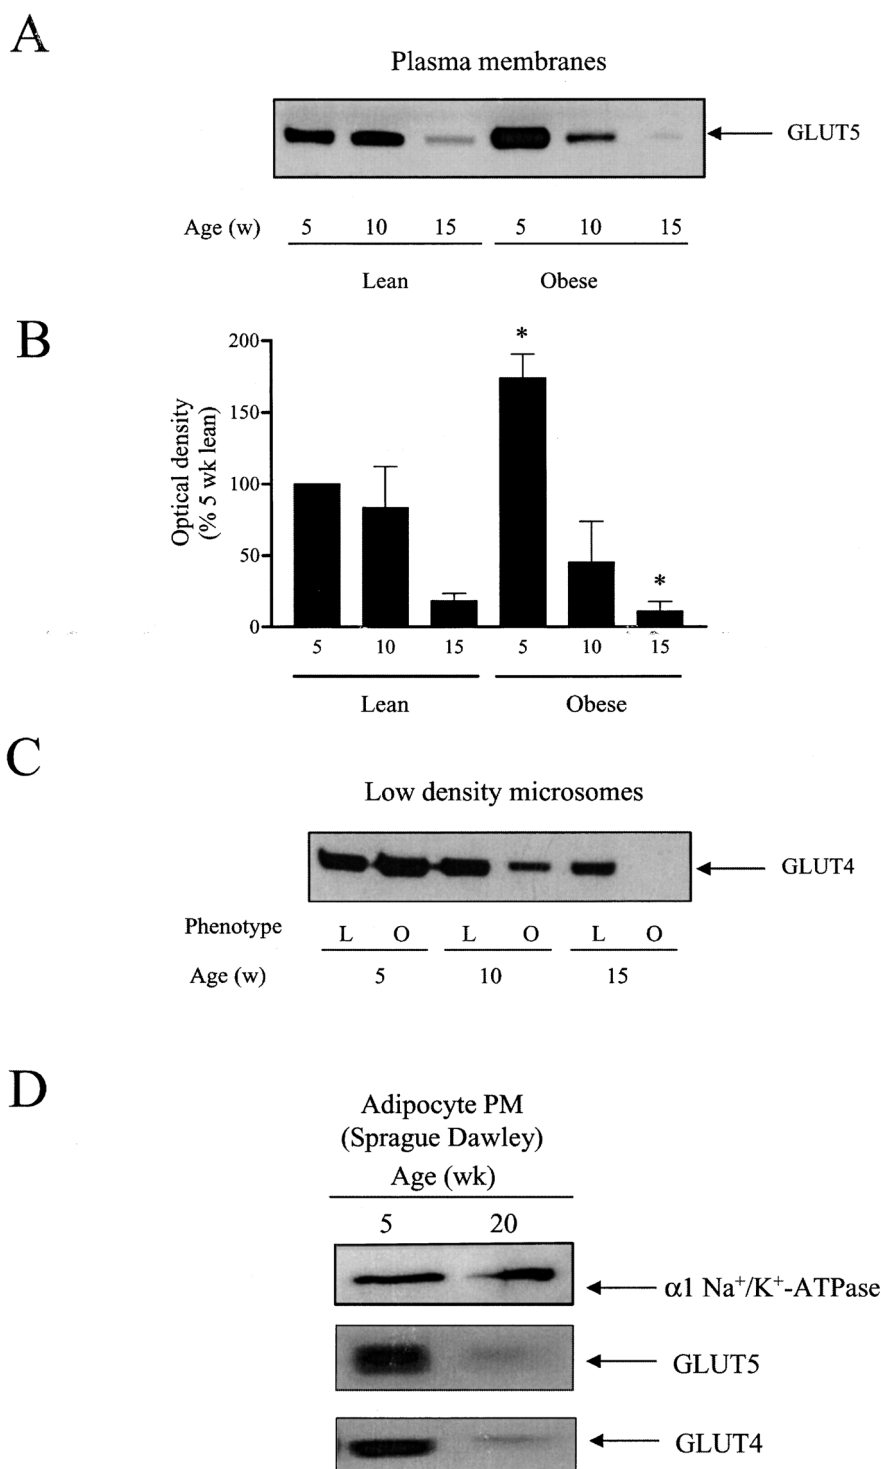 A
Plasma membranes
GLUT5
Age (w) 5 10 15 5 10 15
Lean Obese
B
Optical density
(% 5 wk lean)
200
150
100
50
0
* *
5 10 15 5 10 15
Lean Obese
C
Low density microsomes
GLUT4
Phenotype L O L O L O
Age (w) 5 10 15
D
Adipocyte PM
(Sprague Dawley)
Age (wk)
5 20
α1 Na⁺/K⁺-ATPase
GLUT5
GLUT4